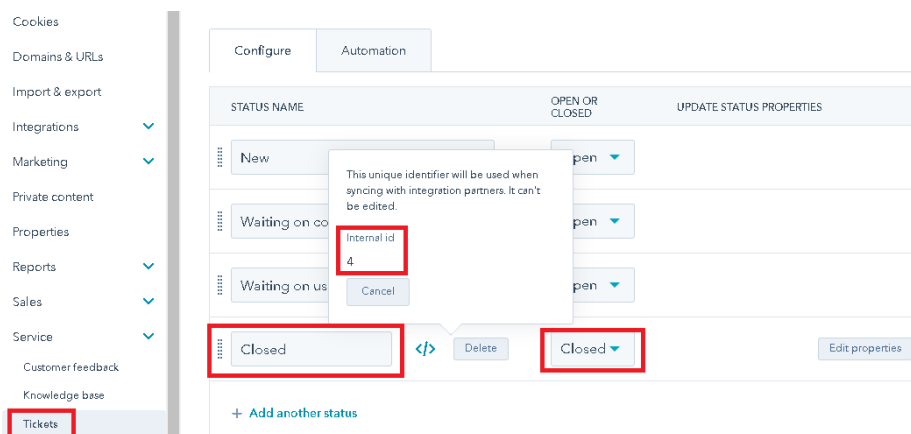 Cookies
Domains & URLs
Import & export
Integrations
Marketing
Private content
Properties
Reports
Sales
Service
Customer feedback
Knowledge base
Tickets
Configure
Automation
STATUS NAME
OPEN OR
CLOSED
UPDATE STATUS PROPERTIES
New
pen
This unique identifier will be used when
syncing with integration partners. It can't
be edited.
Internal id
4
Cancel
Waiting on co
pen
Waiting on us
pen
Closed
</>
Delete
Closed
Edit properties
+ Add another status